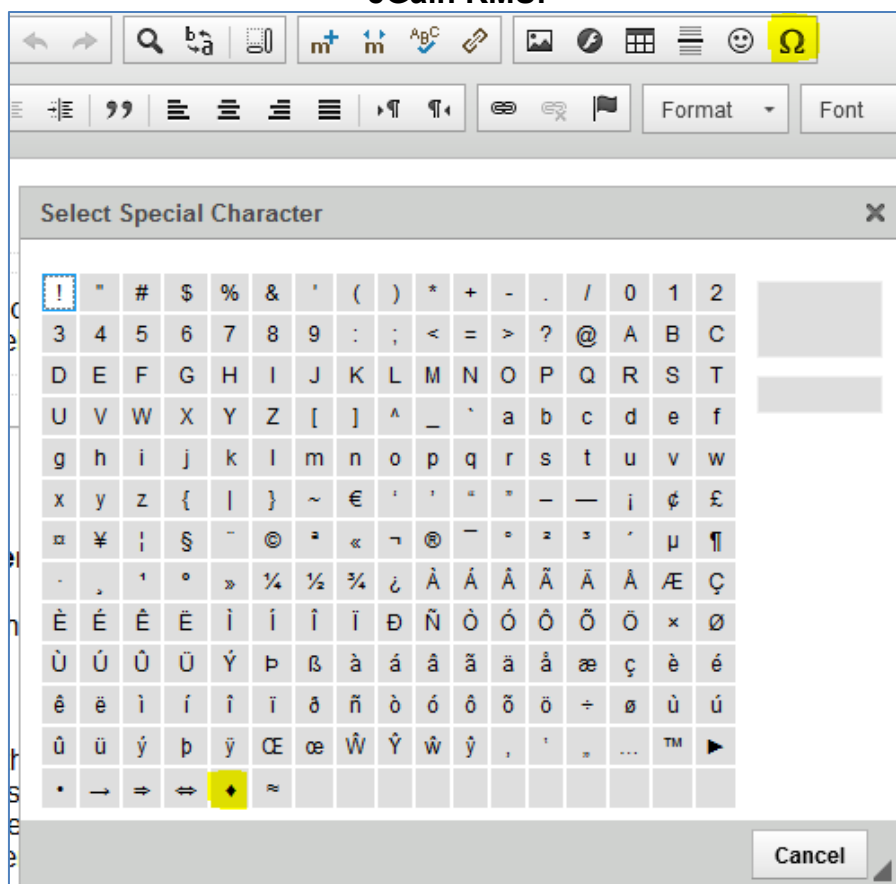 Format Font
Select Special Character
! " # $ % & ' ( ) * + - . / 0 1 2
3 4 5 6 7 8 9 : ; < = > ? @ A B C
D E F G H I J K L M N O P Q R S T
U V W X Y Z [ ] ^ _ ` a b c d e f
g h i j k l m n o p q r s t u v w
x y z { | } ~ € ‘ ’ “ ” – — ¡ ¢ £
¤ ¥ ¦ § ¨ © ª « ¬ ® ¯ ° ² ³ ´ µ ¶
· ¸ ¹ º » ¼ ½ ¾ ¿ À Á Â Ã Ä Å Æ Ç
È É Ê Ë Ì Í Î Ï Ð Ñ Ò Ó Ô Õ Ö × Ø
Ù Ú Û Ü Ý Þ ß à á â ã ä å æ ç è é
ê ë ì í î ï ð ñ ò ó ô õ ö ÷ ø ù ú
û ü ý þ ÿ Œ œ Ŵ Ŷ ŵ ŷ ‚ ‛ „ … ™ ►
• → ⇒ ⇔ ♦ ≈
Cancel